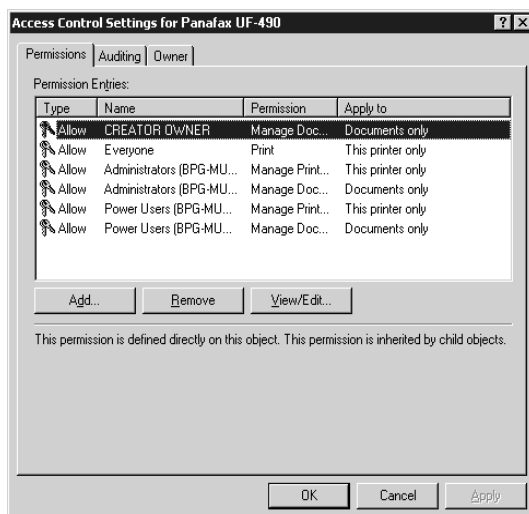 Access Control Settings for Panafax UF-490
Permissions Auditing Owner
Permission Entries:
Type Name Permission Apply to
Allow CREATOR OWNER Manage Doc... Documents only
Allow Everyone Print This printer only
Allow Administrators (BPG-MU... Manage Print... This printer only
Allow Administrators (BPG-MU... Manage Doc... Documents only
Allow Power Users (BPG-MU... Manage Print... This printer only
Allow Power Users (BPG-MU... Manage Doc... Documents only
Add... Remove View/Edit...
This permission is defined directly on this object. This permission is inherited by child objects.
OK Cancel Apply